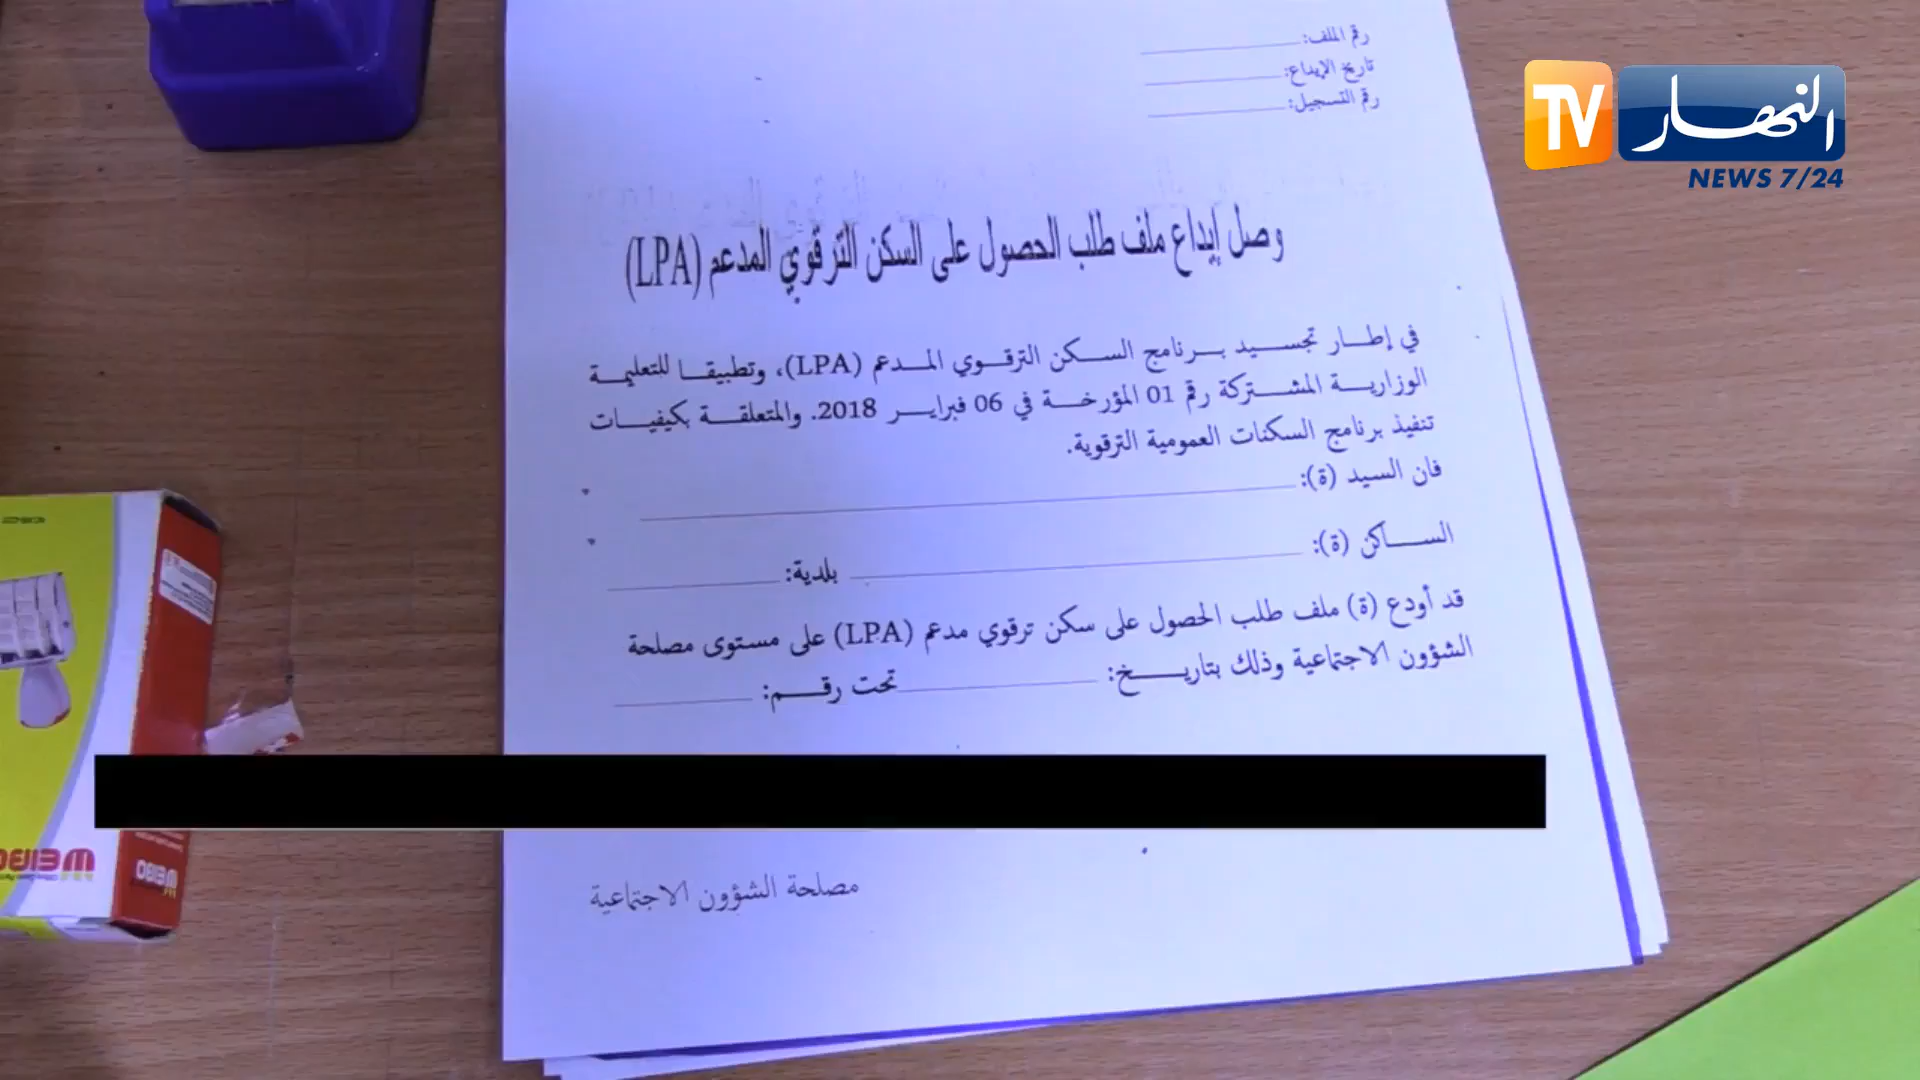 رقم الملف:
تاريخ الإيداع:
رقم التسجيل:
TV النهار
NEWS 7/24
وصل إيداع ملف طلب الحصول على السكن الترقوي المدعم (LPA)
في إطار تجسيد برنامج السكن الترقوي المدعم (LPA)، وتطبيقا للتعليمة
الوزارية المشتركة رقم 01 المؤرخة في 06 فبراير 2018. والمتعلقة بكيفيات
تنفيذ برنامج السكنات العمومية الترقوية.
فان السيد (ة):
الساكن (ة): بلدية:
قد أودع (ة) ملف طلب الحصول على سكن ترقوي مدعم (LPA) على مستوى مصلحة
الشؤون الاجتماعية وذلك بتاريخ: تحت رقم:
مصلحة الشؤون الاجتماعية
MEIBO